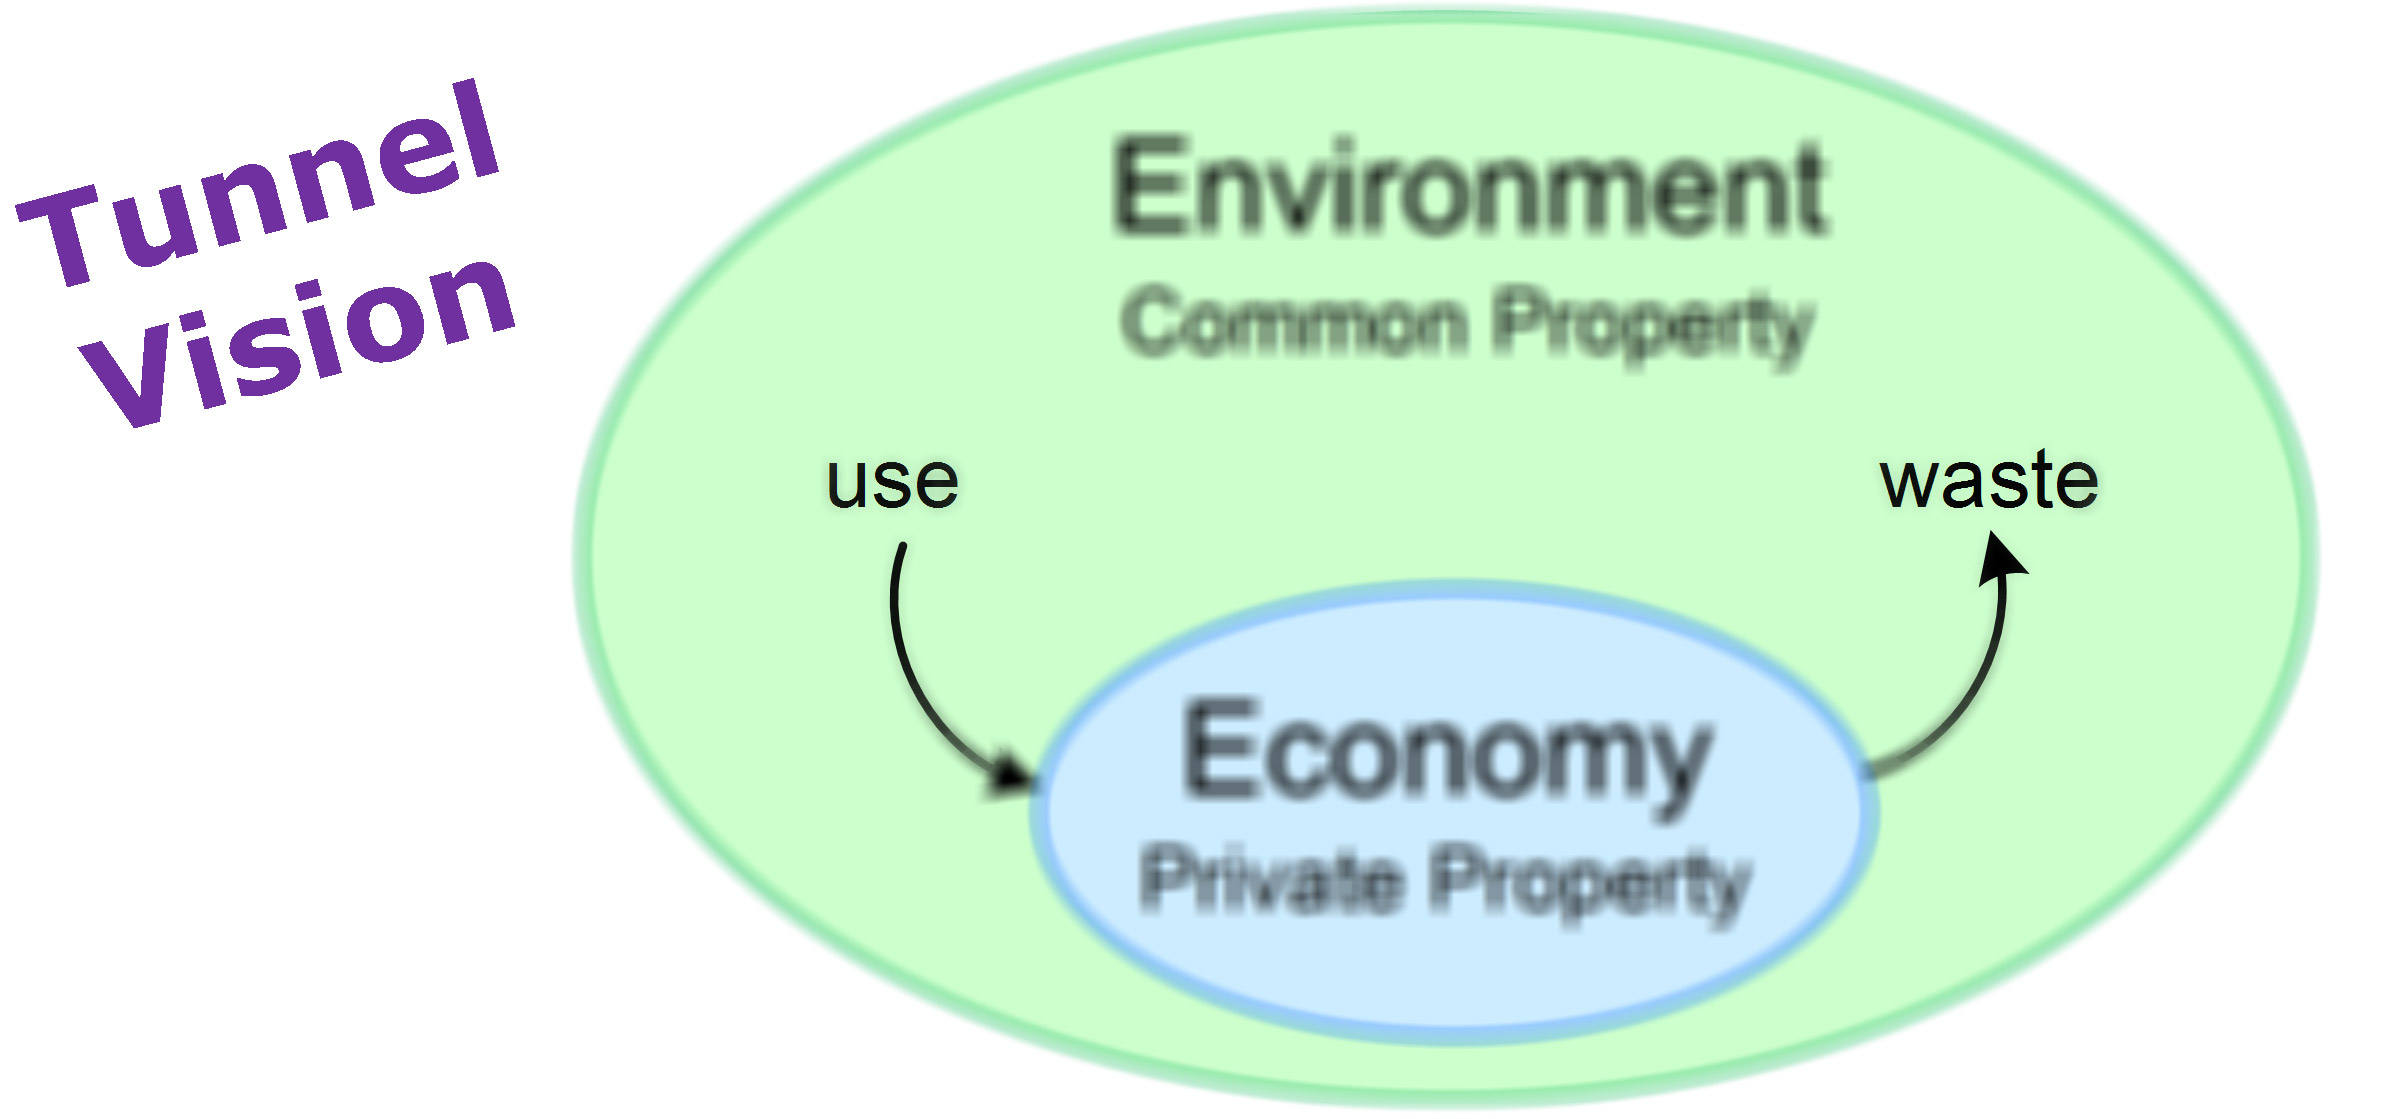 Tunnel
Vision
Environment
Common Property
use
waste
Economy
Private Property